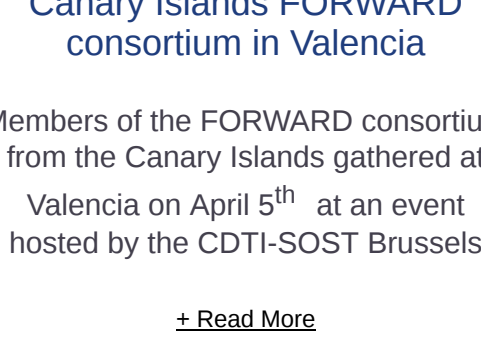 Canary Islands FORWARD
consortium in Valencia
Members of the FORWARD consortiu
from the Canary Islands gathered at
Valencia on April 5th at an event
hosted by the CDTI-SOST Brussels
+ Read More